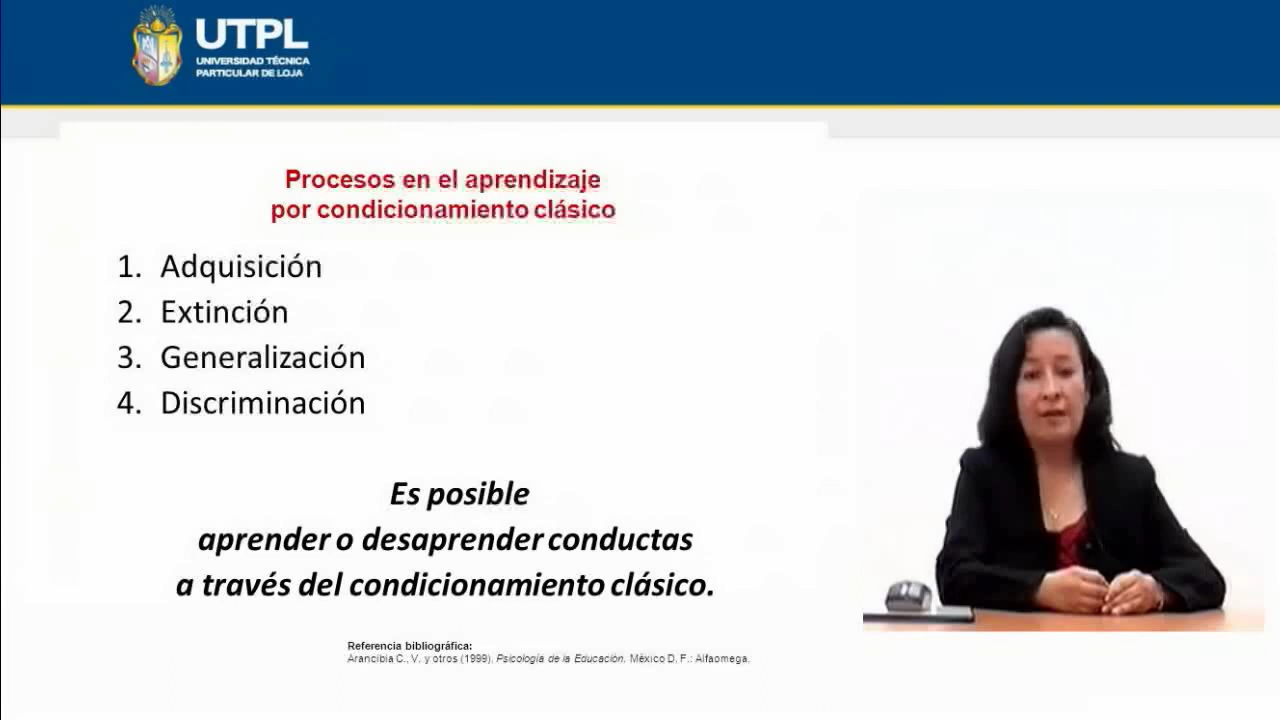 UTPL
UNIVERSIDAD TÉCNICA
PARTICULAR DE LOJA
Procesos en el aprendizaje
por condicionamiento clásico
1. Adquisición
2. Extinción
3. Generalización
4. Discriminación
Es posible
aprender o desaprender conductas
a través del condicionamiento clásico.
Referencia bibliográfica:
Arancibia C., V. y otros (1999). Psicología de la Educación. México D. F.: Alfaomega.